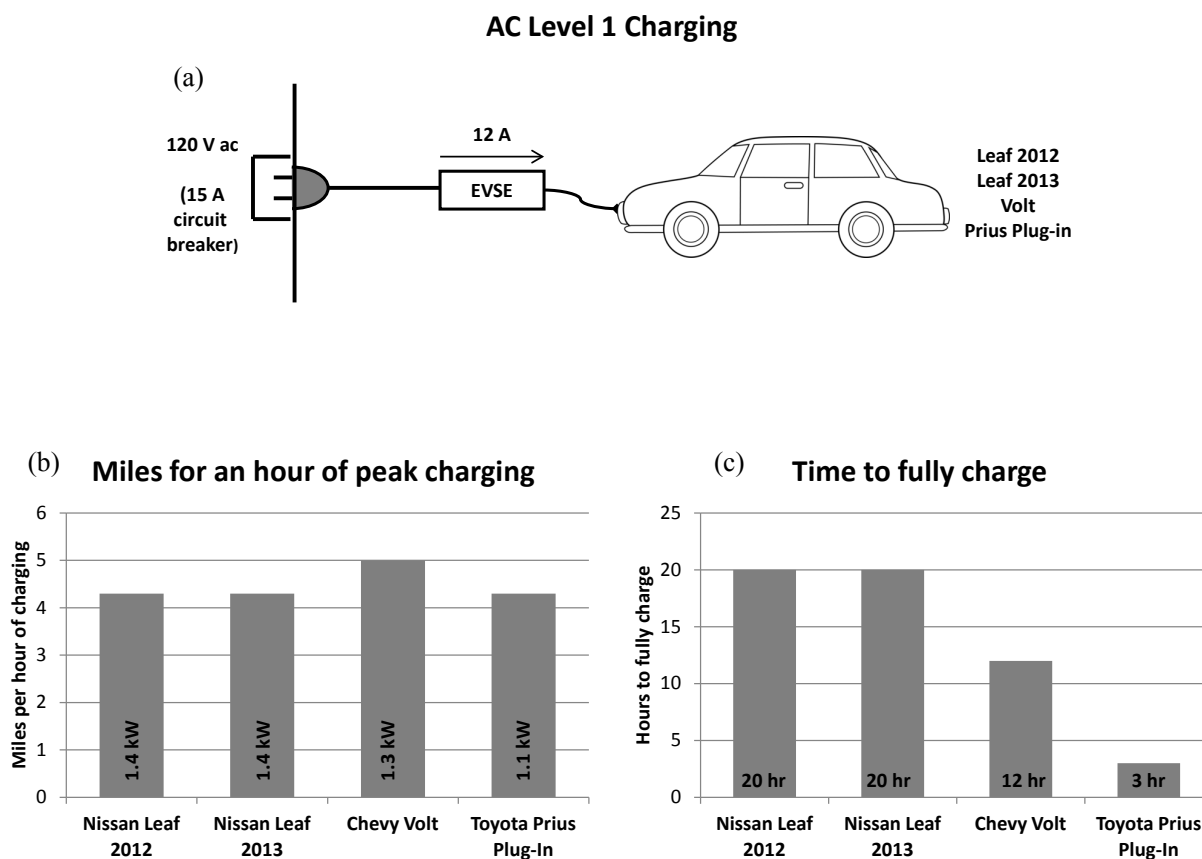 AC Level 1 Charging
(a)
120 V ac
(15 A
circuit
breaker)
12 A
EVSE
Leaf 2012
Leaf 2013
Volt
Prius Plug-in
(b)
Miles for an hour of peak charging
Miles per hour of charging
6
5
4
3
2
1
0
1.4 kW
1.4 kW
1.3 kW
1.1 kW
Nissan Leaf
2012
Nissan Leaf
2013
Chevy Volt
Toyota Prius
Plug-In
(c)
Time to fully charge
Hours to fully charge
25
20
15
10
5
0
20 hr
20 hr
12 hr
3 hr
Nissan Leaf
2012
Nissan Leaf
2013
Chevy Volt
Toyota Prius
Plug-In